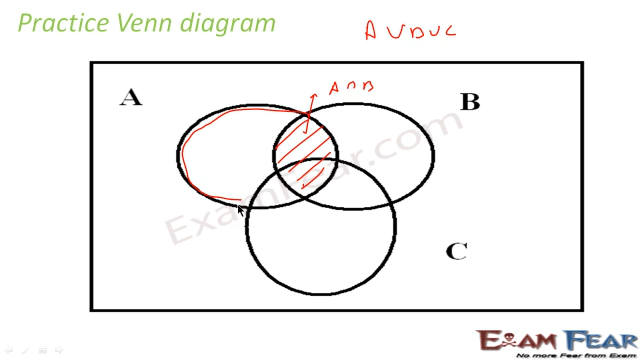 Practice Venn diagram
A ∪ B ∪ C
A ∩ B
A
B
ExamFear.com
C
EXAM FEAR
No more Fear from Exam